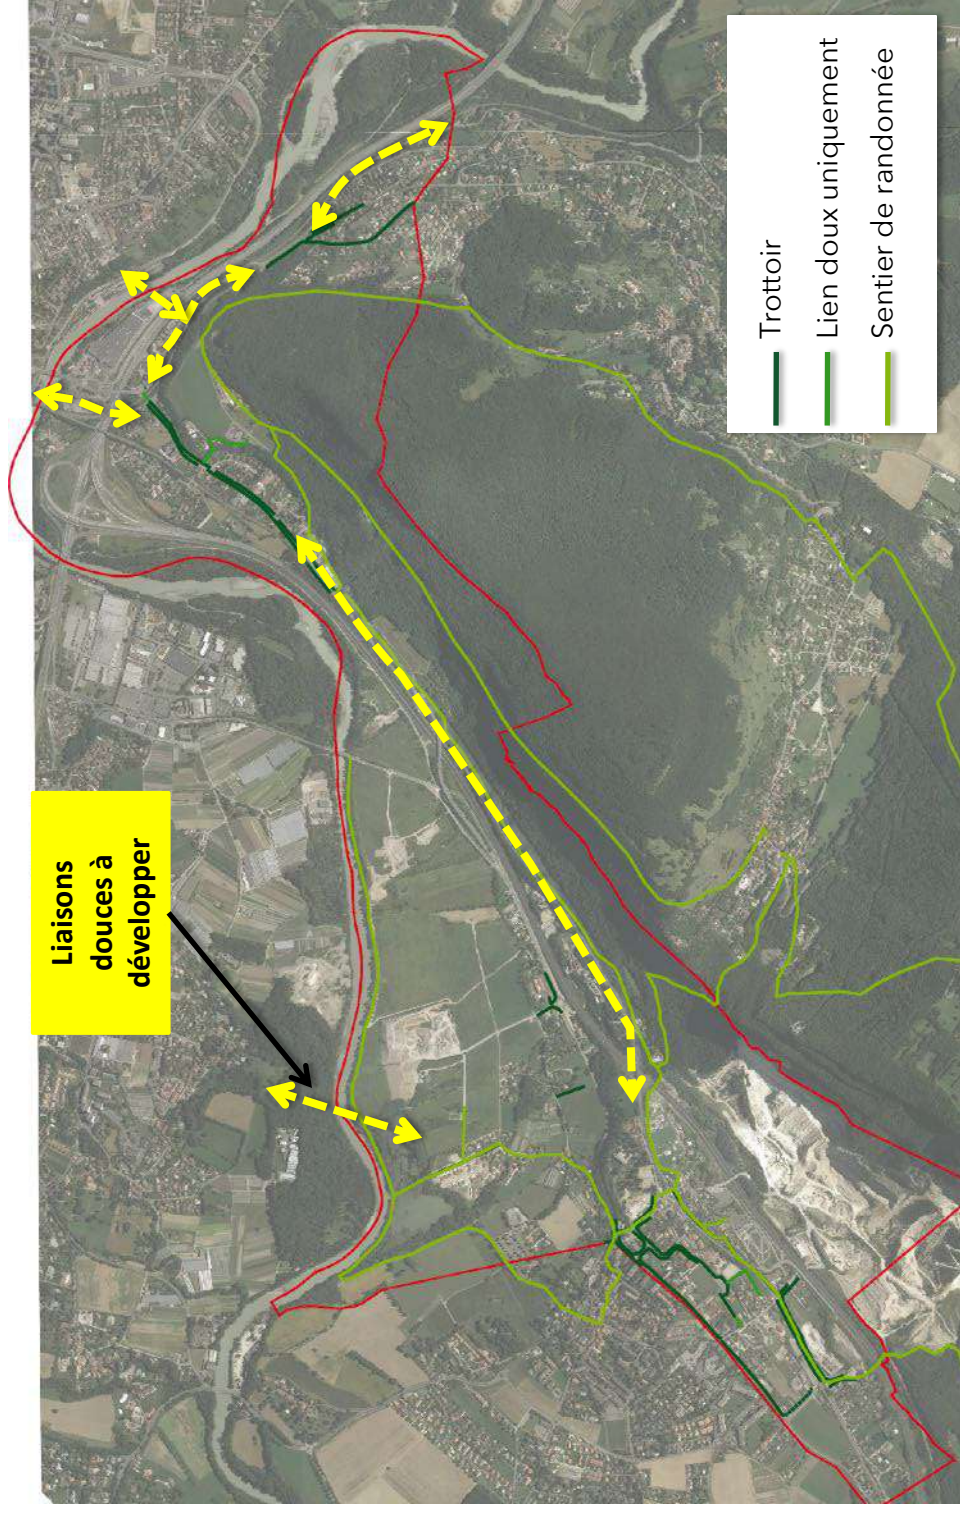 Liaisons
douces à
développer
Trottoir
Lien doux uniquement
Sentier de randonnée